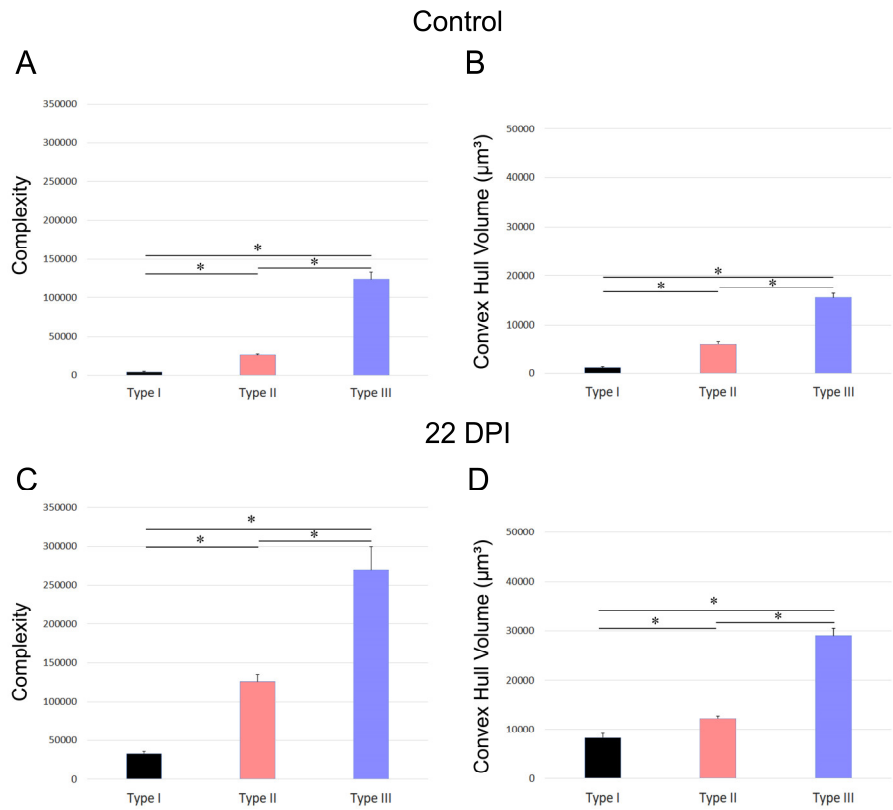 Control
A
Complexity
350000
300000
250000
200000
150000
100000
50000
0
* 
* *
Type I Type II Type III
B
Convex Hull Volume (µm³)
50000
40000
30000
20000
10000
0
*
* *
Type I Type II Type III
22 DPI
C
Complexity
350000
300000
250000
200000
150000
100000
50000
0
*
* *
Type I Type II Type III
D
Convex Hull Volume (µm³)
50000
40000
30000
20000
10000
0
*
* *
Type I Type II Type III